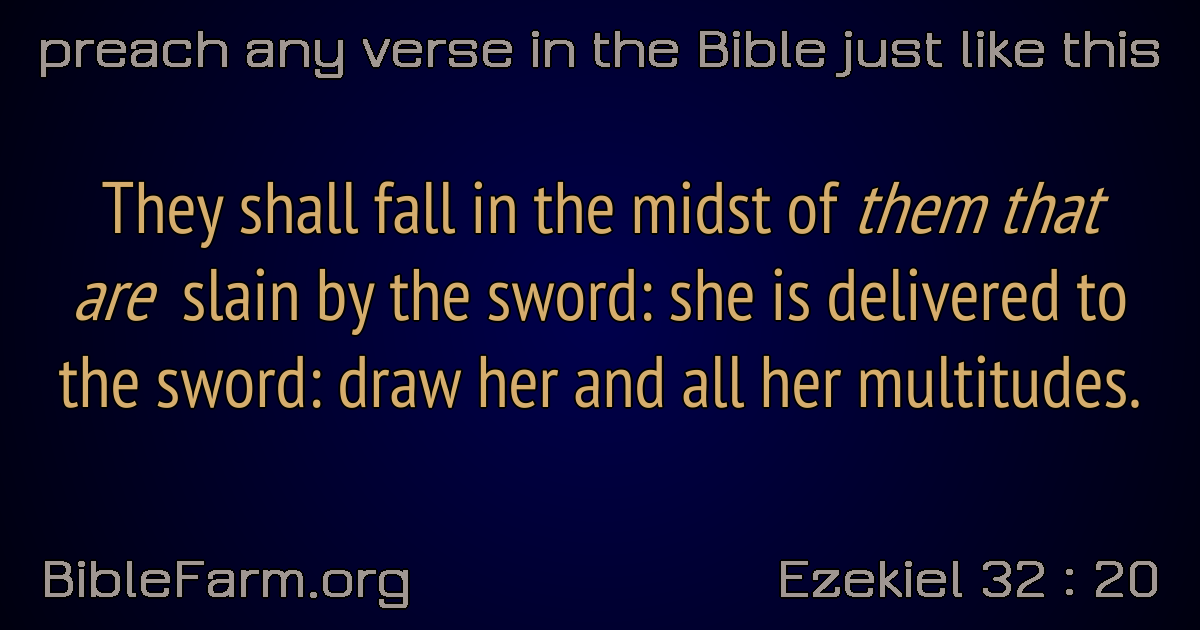 preach any verse in the Bible just like this
They shall fall in the midst of them that
are slain by the sword: she is delivered to
the sword: draw her and all her multitudes.
BibleFarm.org
Ezekiel 32 : 20